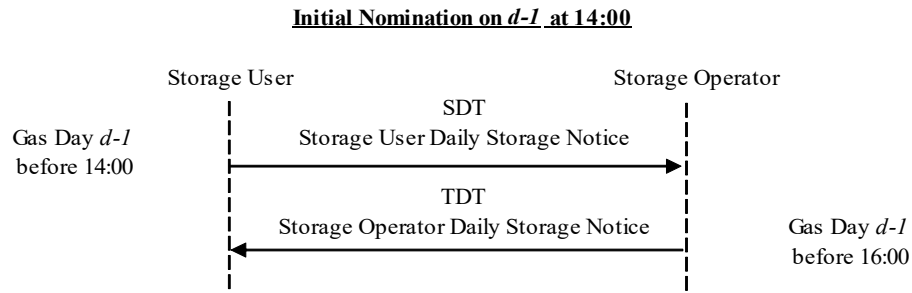 Initial Nomination on d-1 at 14:00
Storage User
Storage Operator
SDT
Gas Day d-1
before 14:00
Storage User Daily Storage Notice
TDT
Storage Operator Daily Storage Notice
Gas Day d-1
before 16:00